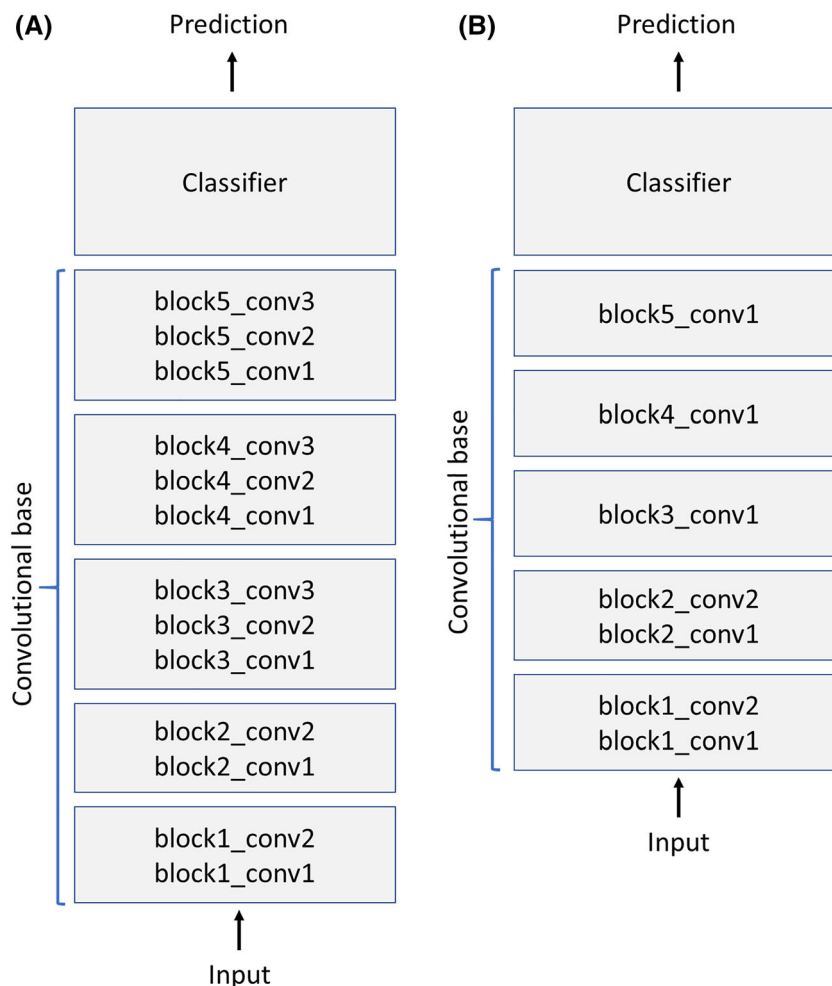 (A)
Prediction
Classifier
block5_conv3
block5_conv2
block5_conv1
block4_conv3
block4_conv2
block4_conv1
block3_conv3
block3_conv2
block3_conv1
block2_conv2
block2_conv1
block1_conv2
block1_conv1
Convolutional base
Input
(B)
Prediction
Classifier
block5_conv1
block4_conv1
block3_conv1
block2_conv2
block2_conv1
block1_conv2
block1_conv1
Convolutional base
Input